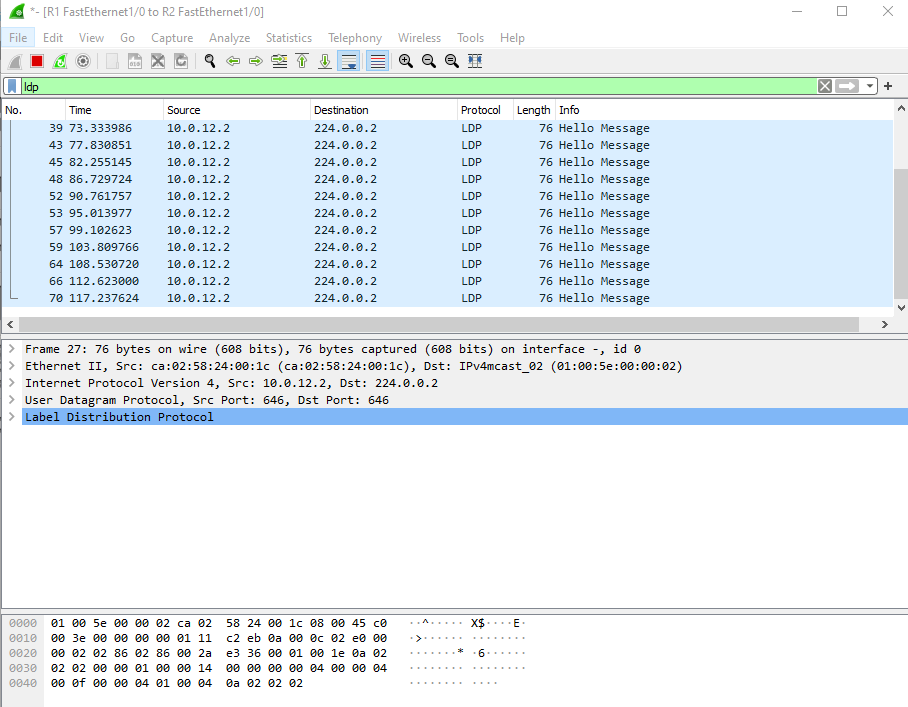 *- [R1 FastEthernet1/0 to R2 FastEthernet1/0]
File Edit View Go Capture Analyze Statistics Telephony Wireless Tools Help
ldp
No. Time Source Destination Protocol Length Info
39 73.333986 10.0.12.2 224.0.0.2 LDP 76 Hello Message
43 77.830851 10.0.12.2 224.0.0.2 LDP 76 Hello Message
45 82.255145 10.0.12.2 224.0.0.2 LDP 76 Hello Message
48 86.729724 10.0.12.2 224.0.0.2 LDP 76 Hello Message
52 90.761757 10.0.12.2 224.0.0.2 LDP 76 Hello Message
53 95.013977 10.0.12.2 224.0.0.2 LDP 76 Hello Message
57 99.102623 10.0.12.2 224.0.0.2 LDP 76 Hello Message
59 103.809766 10.0.12.2 224.0.0.2 LDP 76 Hello Message
64 108.530720 10.0.12.2 224.0.0.2 LDP 76 Hello Message
66 112.623000 10.0.12.2 224.0.0.2 LDP 76 Hello Message
70 117.237624 10.0.12.2 224.0.0.2 LDP 76 Hello Message
Frame 27: 76 bytes on wire (608 bits), 76 bytes captured (608 bits) on interface -, id 0
Ethernet II, Src: ca:02:58:24:00:1c (ca:02:58:24:00:1c), Dst: IPv4mcast_02 (01:00:5e:00:00:02)
Internet Protocol Version 4, Src: 10.0.12.2, Dst: 224.0.0.2
User Datagram Protocol, Src Port: 646, Dst Port: 646
Label Distribution Protocol
0000 01 00 5e 00 00 02 ca 02 58 24 00 1c 08 00 45 c0 ··^····· X$····E·
0010 00 3e 00 00 00 00 01 11 c2 eb 0a 00 0c 02 e0 00 ·>······ ········
0020 00 02 02 86 02 86 00 2a e3 36 00 01 00 1e 0a 02 ·······* ·6······
0030 02 02 00 00 01 00 00 14 00 00 00 00 04 00 00 04 ········ ········
0040 00 0f 00 00 04 01 00 04 0a 02 02 02 ········ ····